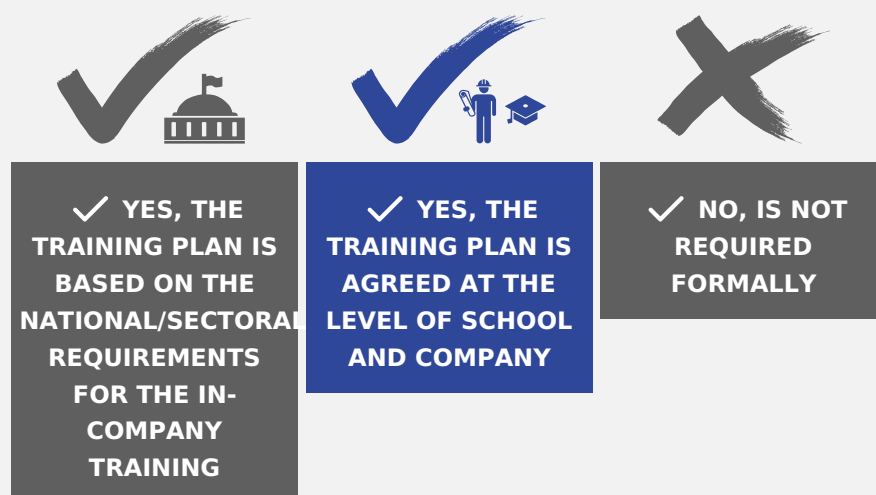 YES, THE
TRAINING PLAN IS
BASED ON THE
NATIONAL/SECTORAL
REQUIREMENTS
FOR THE IN-
COMPANY
TRAINING
YES, THE
TRAINING PLAN IS
AGREED AT THE
LEVEL OF SCHOOL
AND COMPANY
NO, IS NOT
REQUIRED
FORMALLY